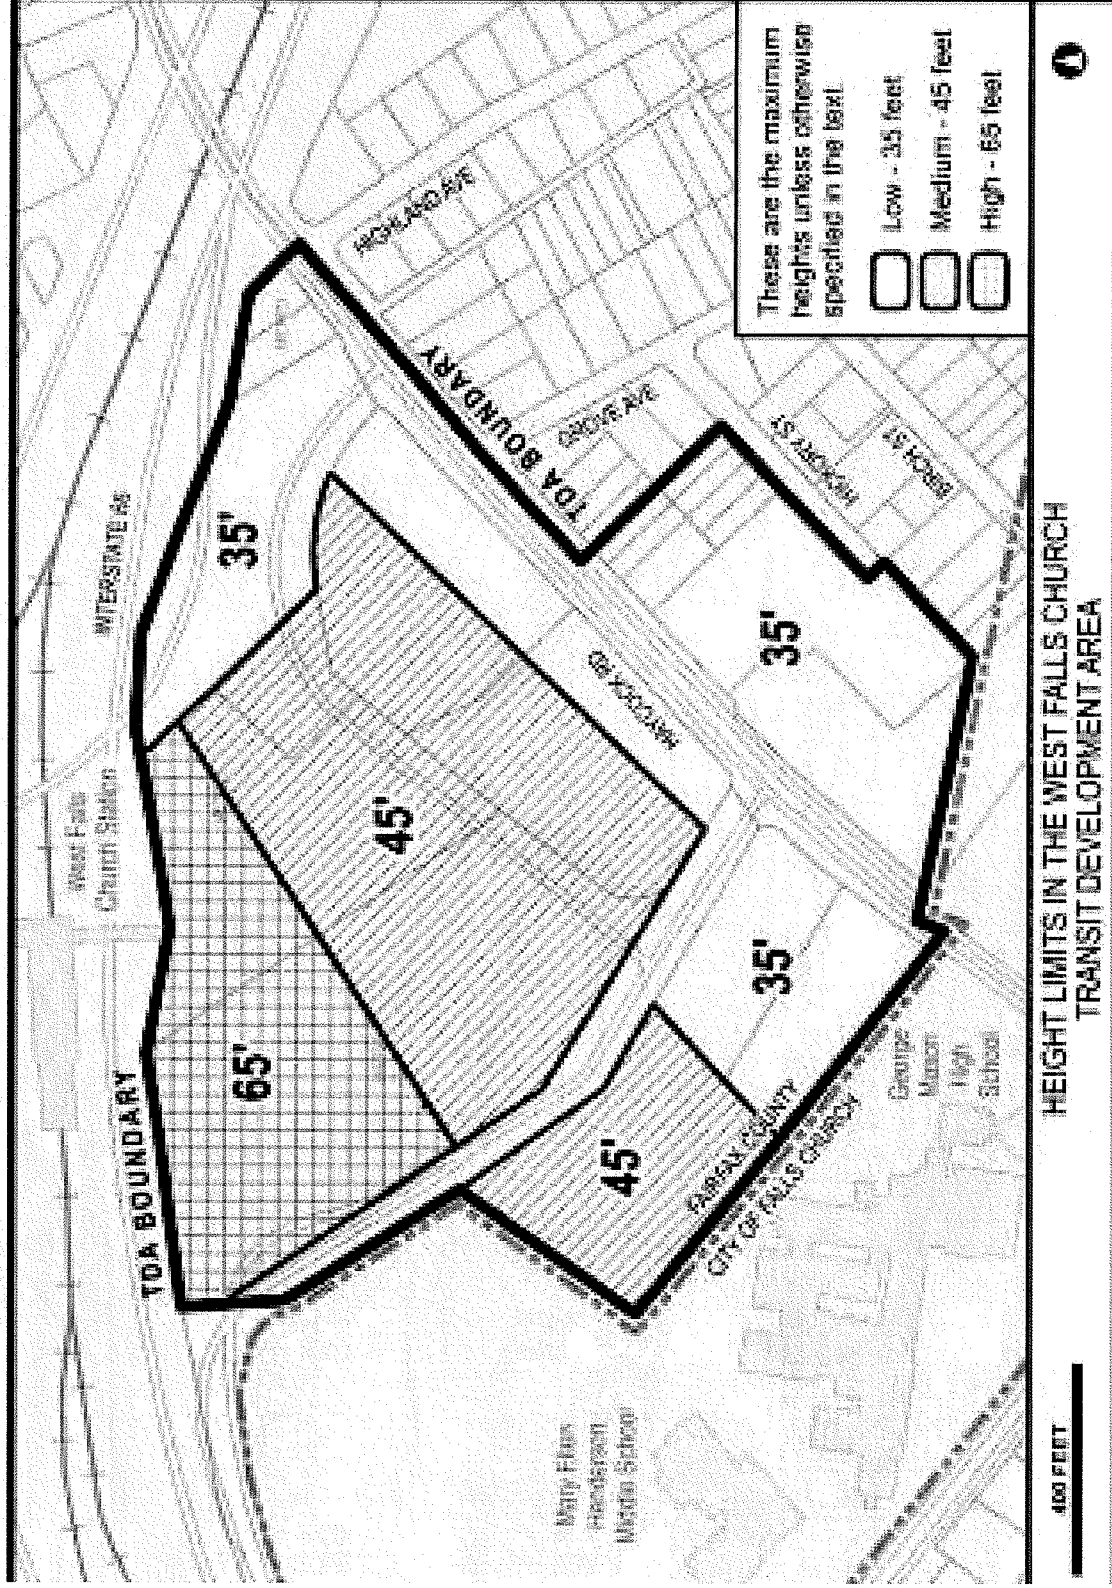 INTERSTATE 66
West Falls
Church Station
TDA BOUNDARY
HIGHLAND AVE
35'
TDA BOUNDARY
GROVE AVE
65'
45'
HAYCOCK RD
HICKORY ST
BIRCH ST
35'
35'
45'
FAIRFAX COUNTY
CITY OF FALLS CHURCH
George
Mason
High
School
Mary Ellen
Henderson
Middle School
These are the maximum
heights unless otherwise
specified in the text.
Low - 35 feet
Medium - 45 feet
High - 65 feet
400 FEET
HEIGHT LIMITS IN THE WEST FALLS CHURCH
TRANSIT DEVELOPMENT AREA